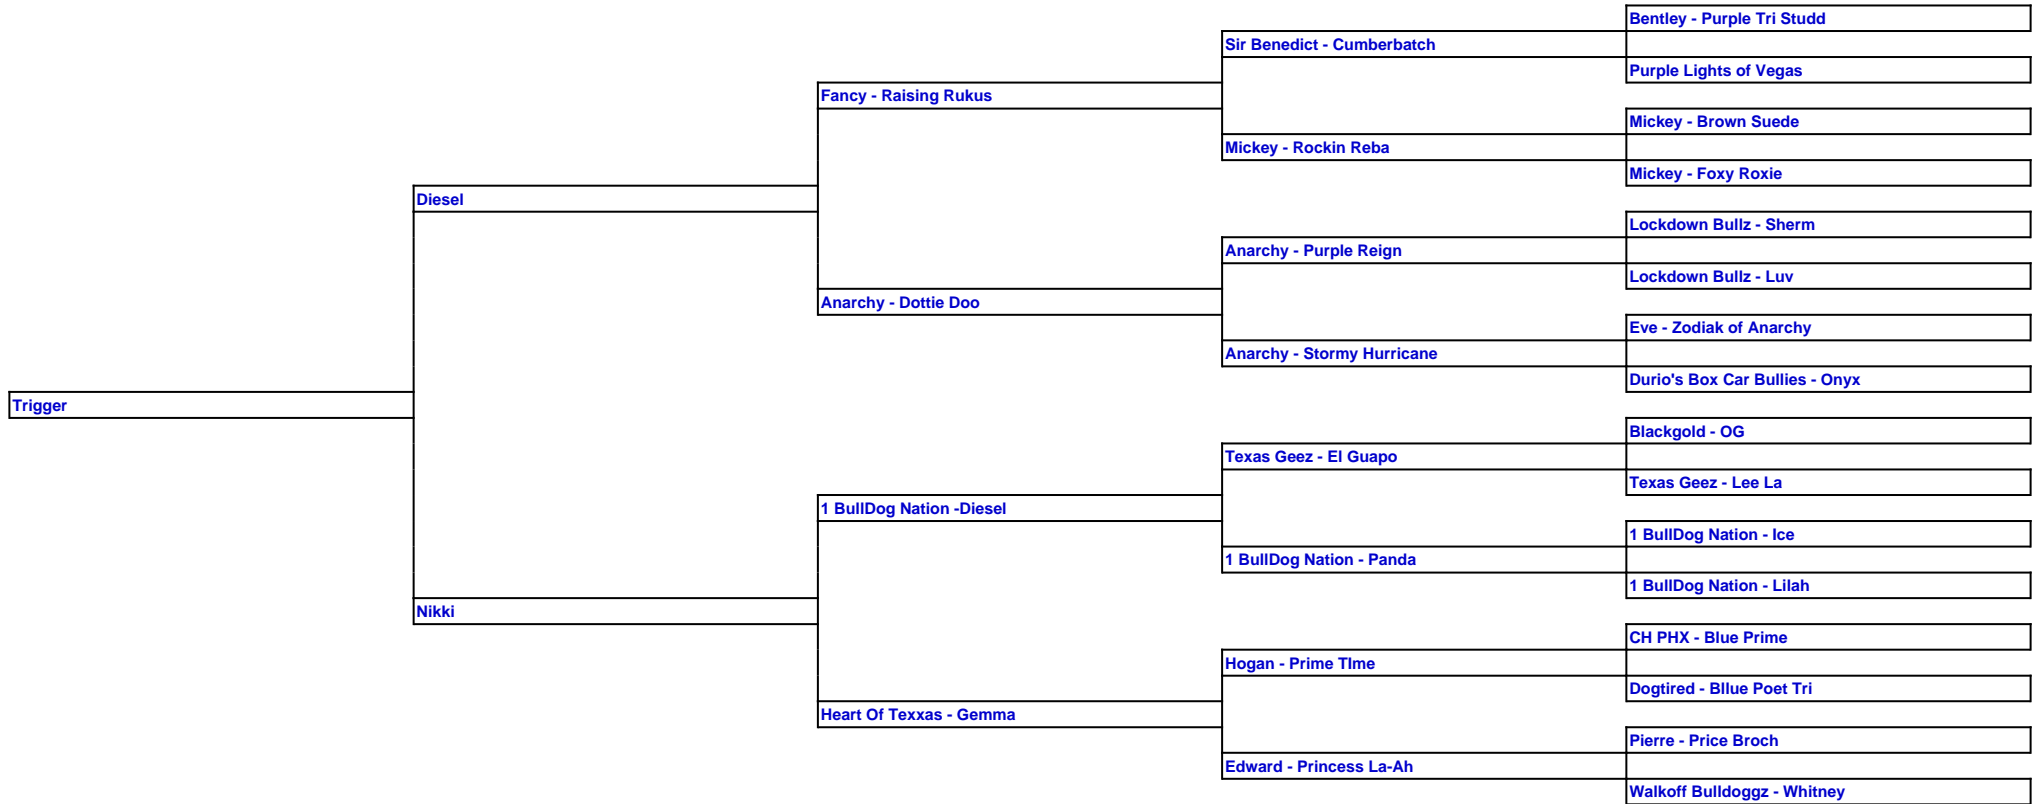 Bentley - Purple Tri Studd
Sir Benedict - Cumberbatch
Purple Lights of Vegas
Fancy - Raising Rukus
Mickey - Brown Suede
Mickey - Rockin Reba
Mickey - Foxy Roxie
Diesel
Lockdown Bullz - Sherm
Anarchy - Purple Reign
Lockdown Bullz - Luv
Anarchy - Dottie Doo
Eve - Zodiak of Anarchy
Anarchy - Stormy Hurricane
Durio's Box Car Bullies - Onyx
Trigger
Blackgold - OG
Texas Geez - El Guapo
Texas Geez - Lee La
1 BullDog Nation -Diesel
1 BullDog Nation - Ice
1 BullDog Nation - Panda
1 BullDog Nation - Lilah
Nikki
CH PHX - Blue Prime
Hogan - Prime TIme
Dogtired - Bllue Poet Tri
Heart Of Texxas - Gemma
Pierre - Price Broch
Edward - Princess La-Ah
Walkoff Bulldoggz - Whitney